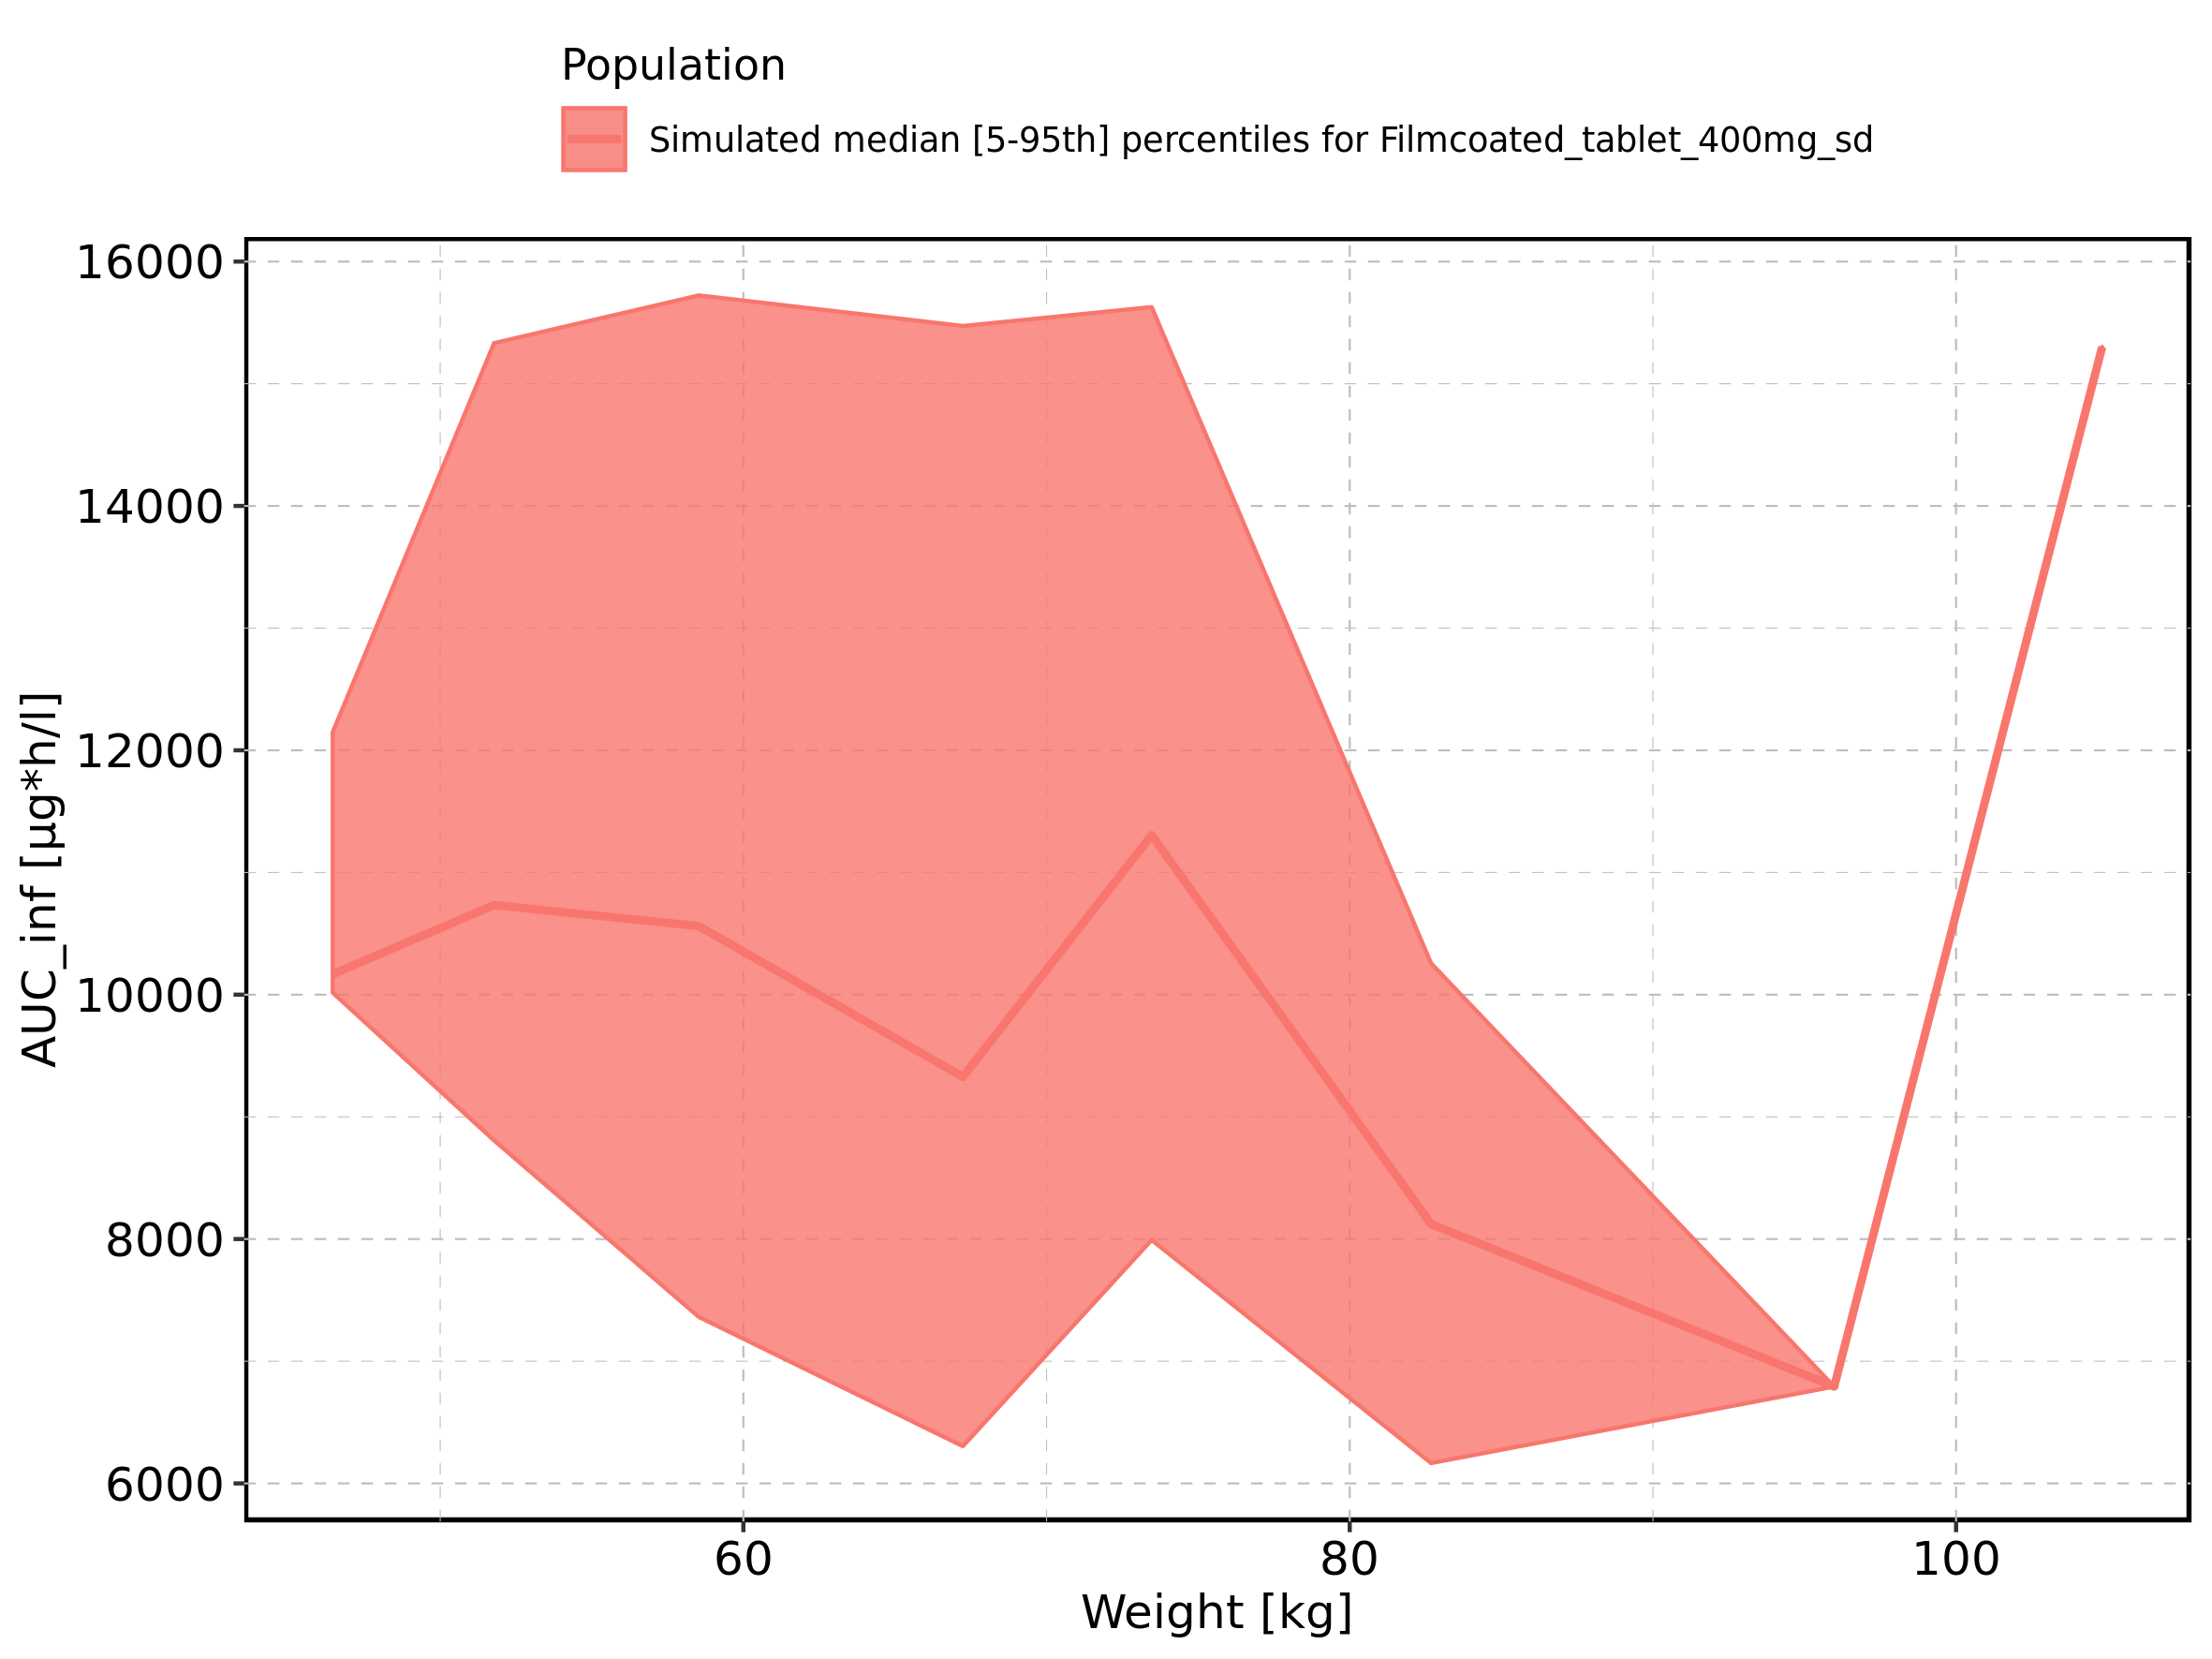 Population
Simulated median [5-95th] percentiles for Filmcoated_tablet_400mg_sd
16000
14000
12000
10000
8000
6000
AUC_inf [µg*h/l]
60 80 100
Weight [kg]